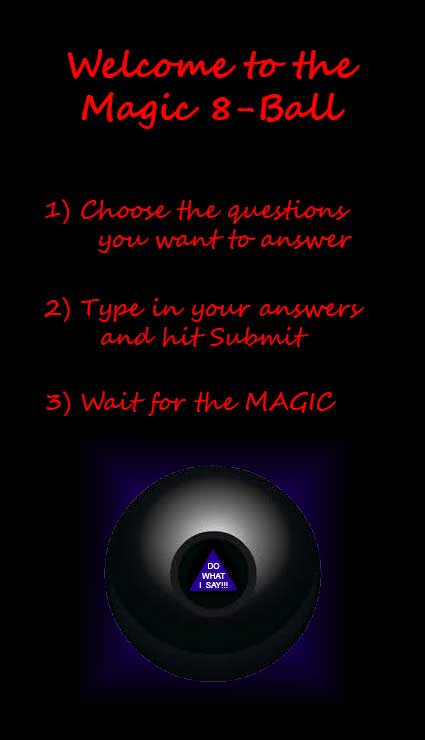 Welcome to the
Magic 8-Ball
1) Choose the questions
you want to answer
2) Type in your answers
and hit Submit
3) Wait for the MAGIC
DO
WHAT
I SAY!!!